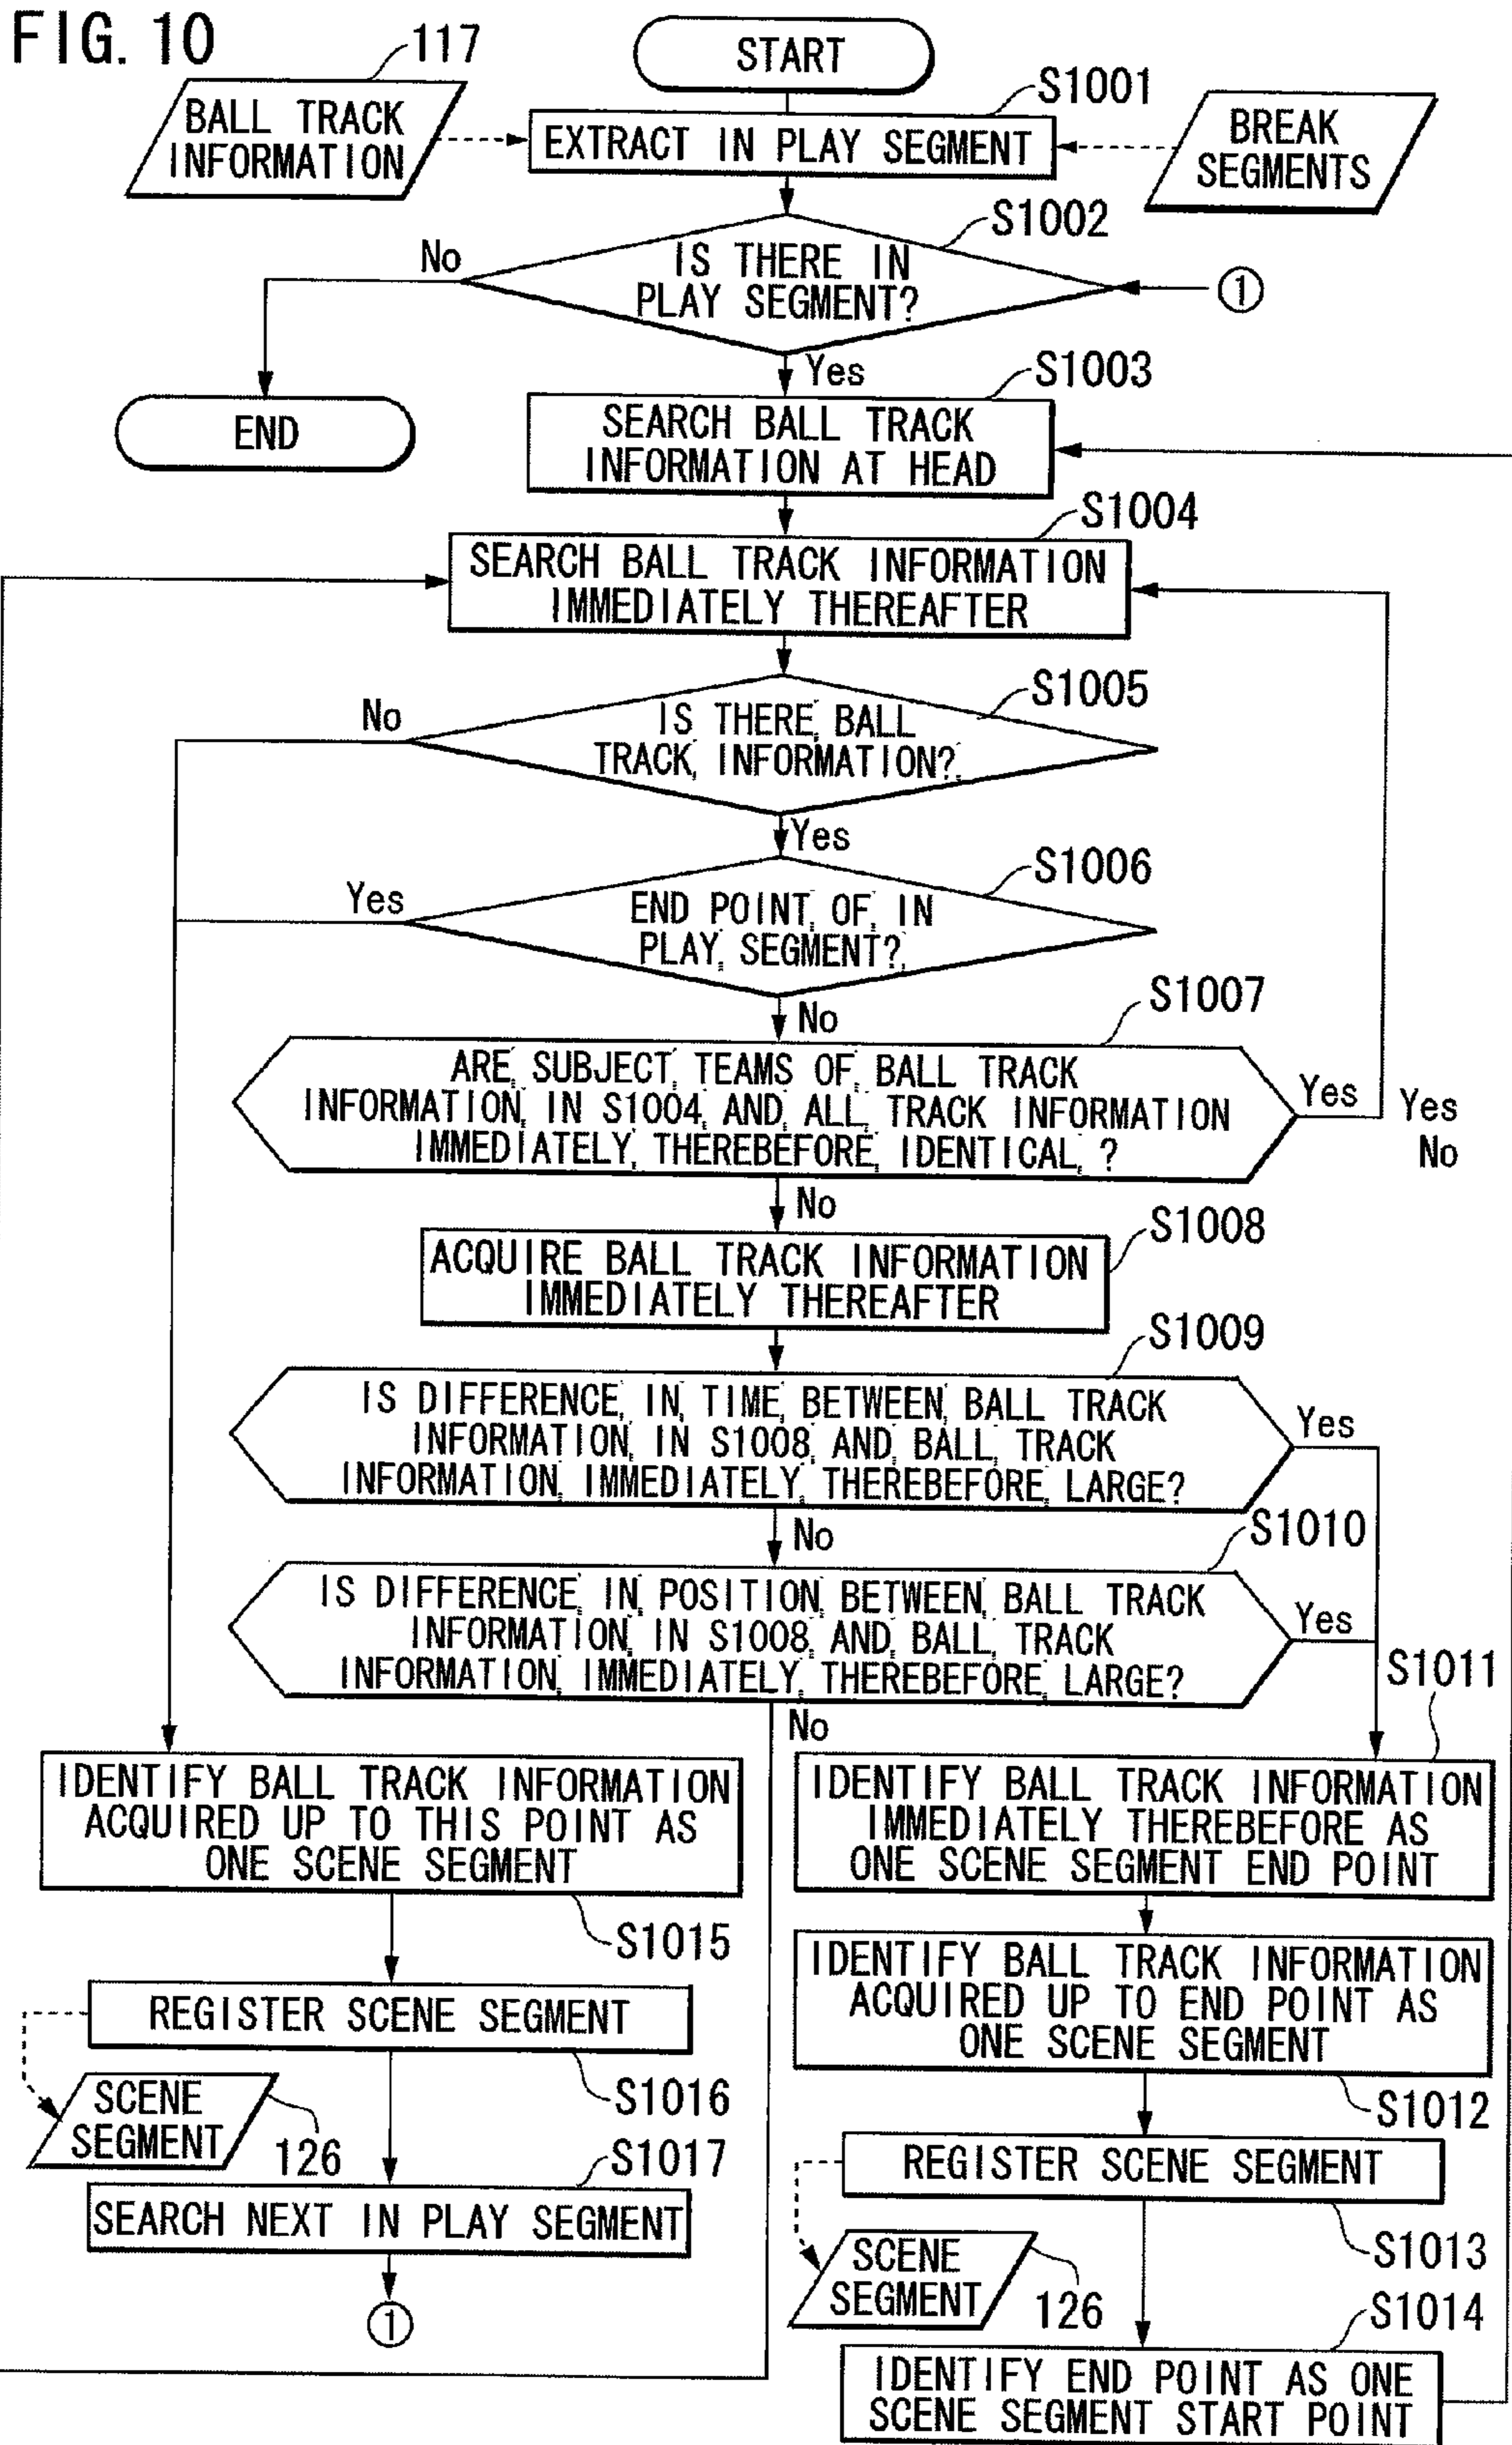 FIG. 10
117
START
BALL TRACK
INFORMATION
S1001
EXTRACT IN PLAY SEGMENT
BREAK
SEGMENTS
S1002
No
IS THERE IN
PLAY SEGMENT?
①
Yes
END
S1003
SEARCH BALL TRACK
INFORMATION AT HEAD
S1004
SEARCH BALL TRACK INFORMATION
IMMEDIATELY THEREAFTER
S1005
No
IS THERE BALL
TRACK INFORMATION?
Yes
S1006
Yes
END POINT OF IN
PLAY SEGMENT?
No
S1007
ARE SUBJECT TEAMS OF BALL TRACK
INFORMATION IN S1004 AND ALL TRACK INFORMATION
IMMEDIATELY THEREBEFORE IDENTICAL ?
Yes
Yes
No
No
S1008
ACQUIRE BALL TRACK INFORMATION
IMMEDIATELY THEREAFTER
S1009
IS DIFFERENCE IN TIME BETWEEN BALL TRACK
INFORMATION IN S1008 AND BALL TRACK
INFORMATION IMMEDIATELY THEREBEFORE LARGE?
Yes
No
S1010
IS DIFFERENCE IN POSITION BETWEEN BALL TRACK
INFORMATION IN S1008 AND BALL TRACK
INFORMATION IMMEDIATELY THEREBEFORE LARGE?
Yes
No
S1011
IDENTIFY BALL TRACK INFORMATION
ACQUIRED UP TO THIS POINT AS
ONE SCENE SEGMENT
S1015
IDENTIFY BALL TRACK INFORMATION
IMMEDIATELY THEREBEFORE AS
ONE SCENE SEGMENT END POINT
IDENTIFY BALL TRACK INFORMATION
ACQUIRED UP TO END POINT AS
ONE SCENE SEGMENT
S1012
REGISTER SCENE SEGMENT
S1016
SCENE
SEGMENT
126
S1017
SEARCH NEXT IN PLAY SEGMENT
①
REGISTER SCENE SEGMENT
S1013
SCENE
SEGMENT
126
S1014
IDENTIFY END POINT AS ONE
SCENE SEGMENT START POINT